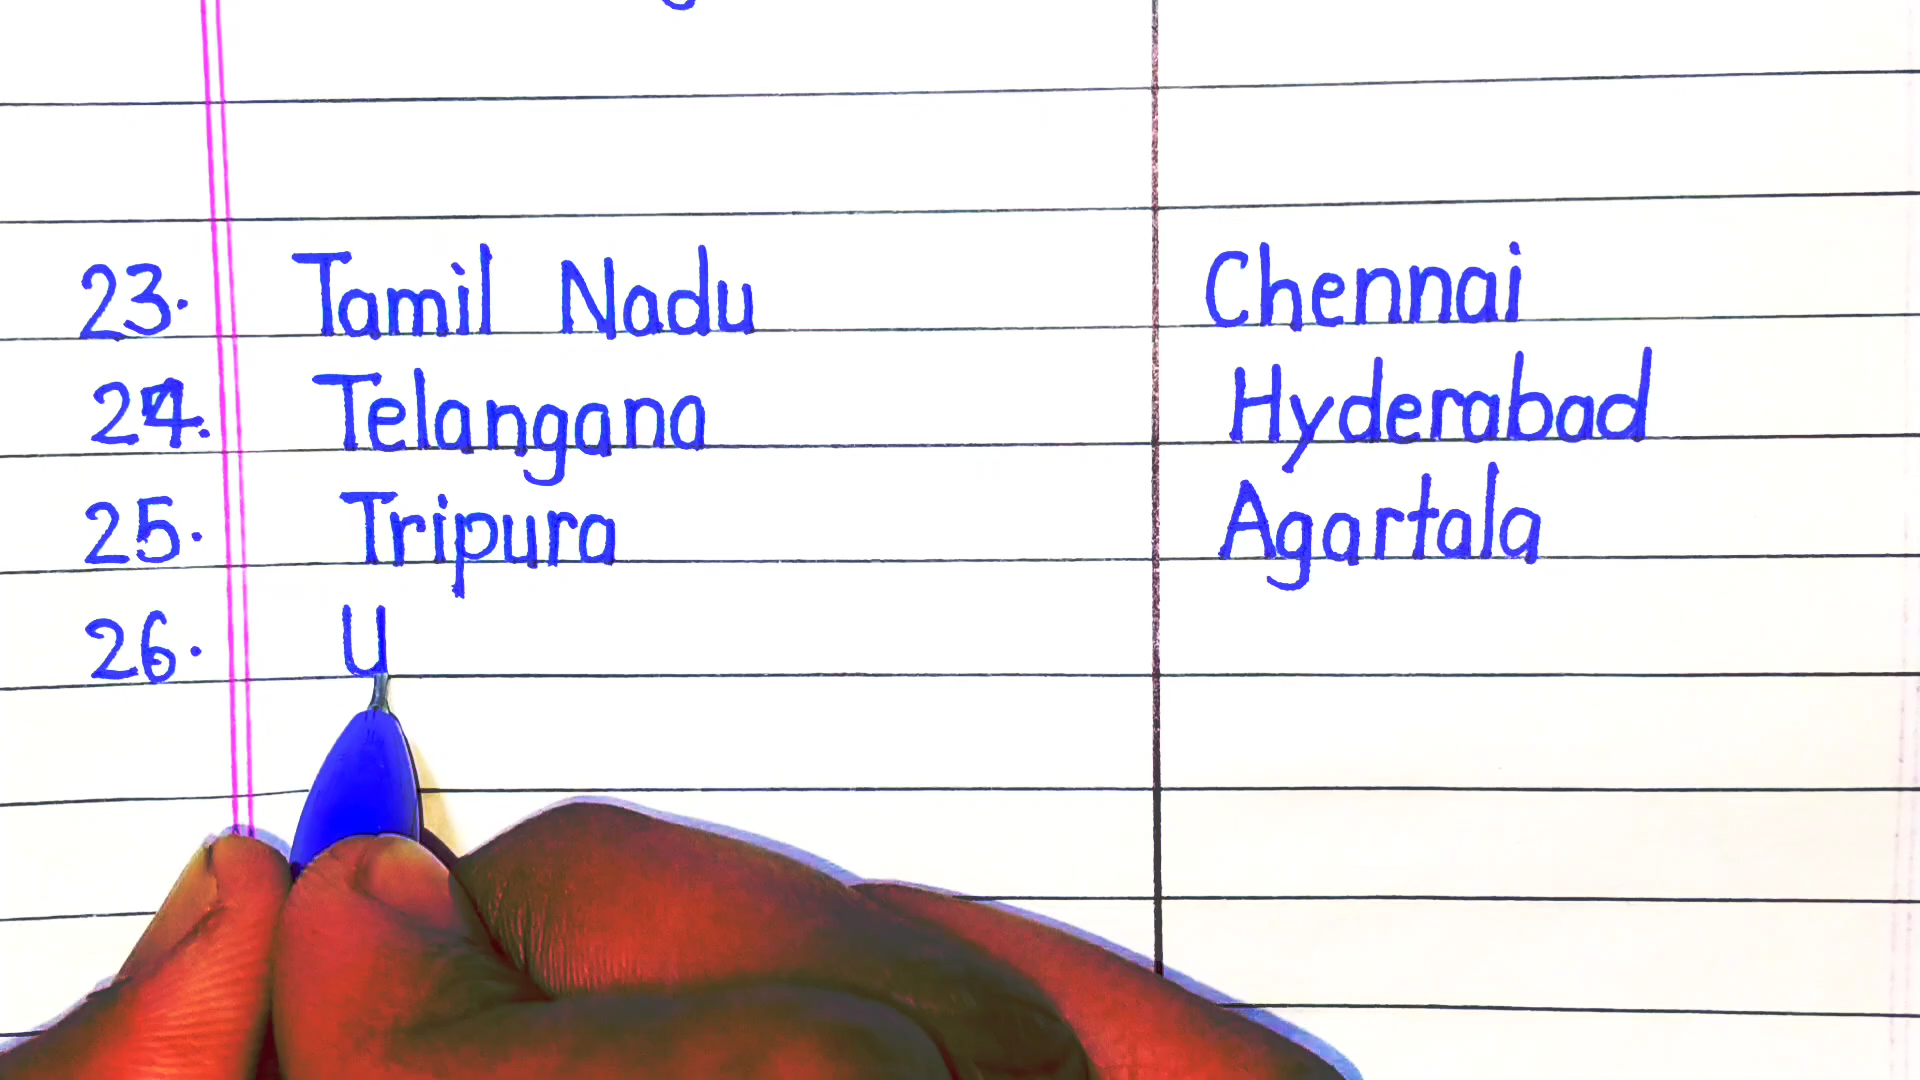 23. Tamil Nadu Chennai
24. Telangana Hyderabad
25. Tripura Agartala
26. U